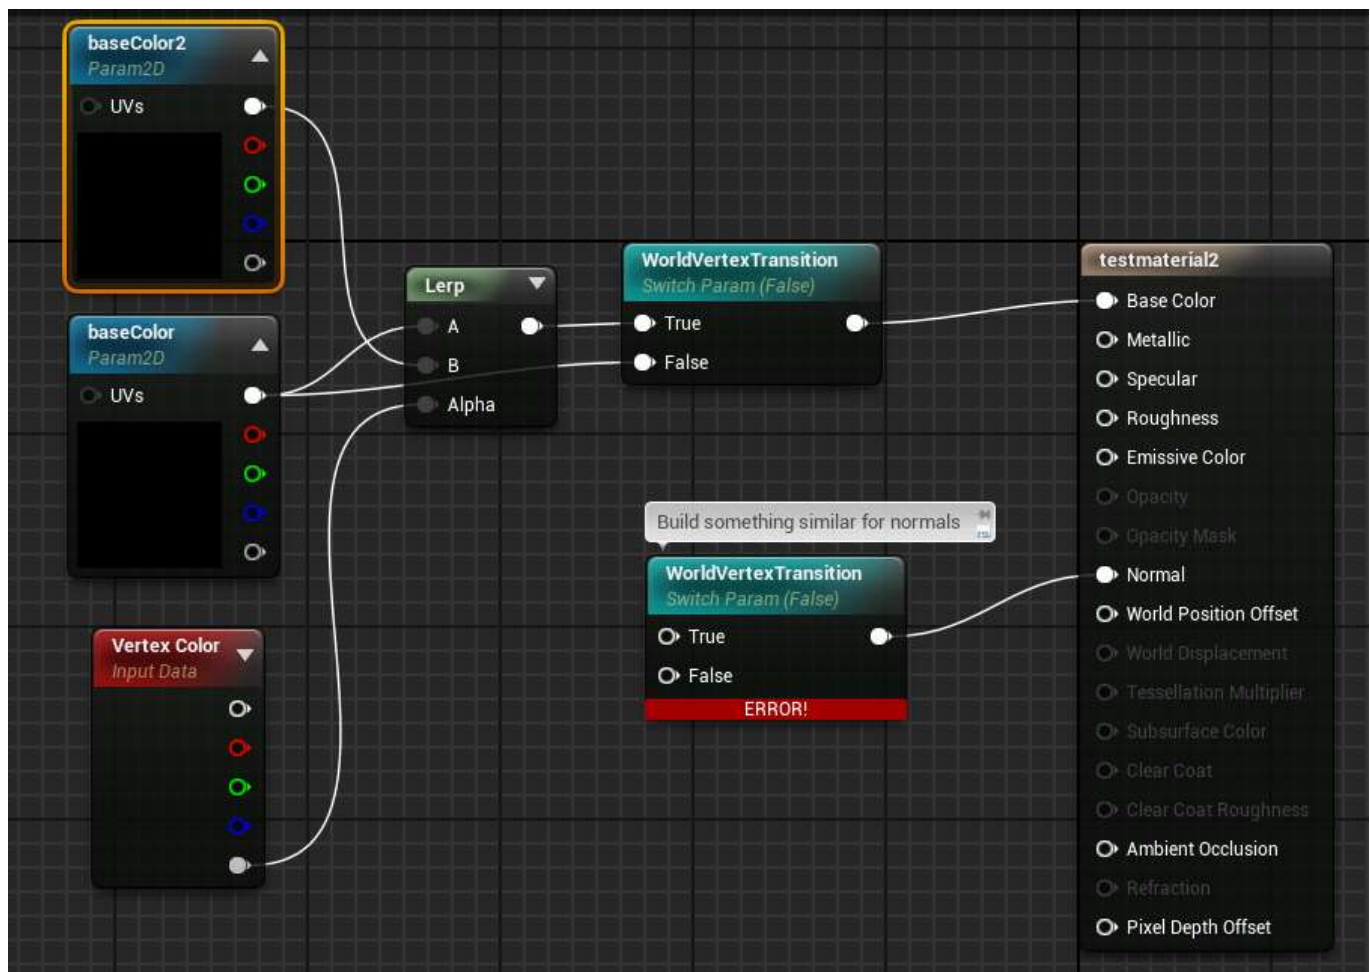 baseColor2
Param2D
UVs
baseColor
Param2D
UVs
Vertex Color
Input Data
Lerp
A
B
Alpha
WorldVertexTransition
Switch Param (False)
True
False
Build something similar for normals
WorldVertexTransition
Switch Param (False)
True
False
ERROR!
testmaterial2
Base Color
Metallic
Specular
Roughness
Emissive Color
Opacity
Opacity Mask
Normal
World Position Offset
World Displacement
Tessellation Multiplier
Subsurface Color
Clear Coat
Clear Coat Roughness
Ambient Occlusion
Refraction
Pixel Depth Offset